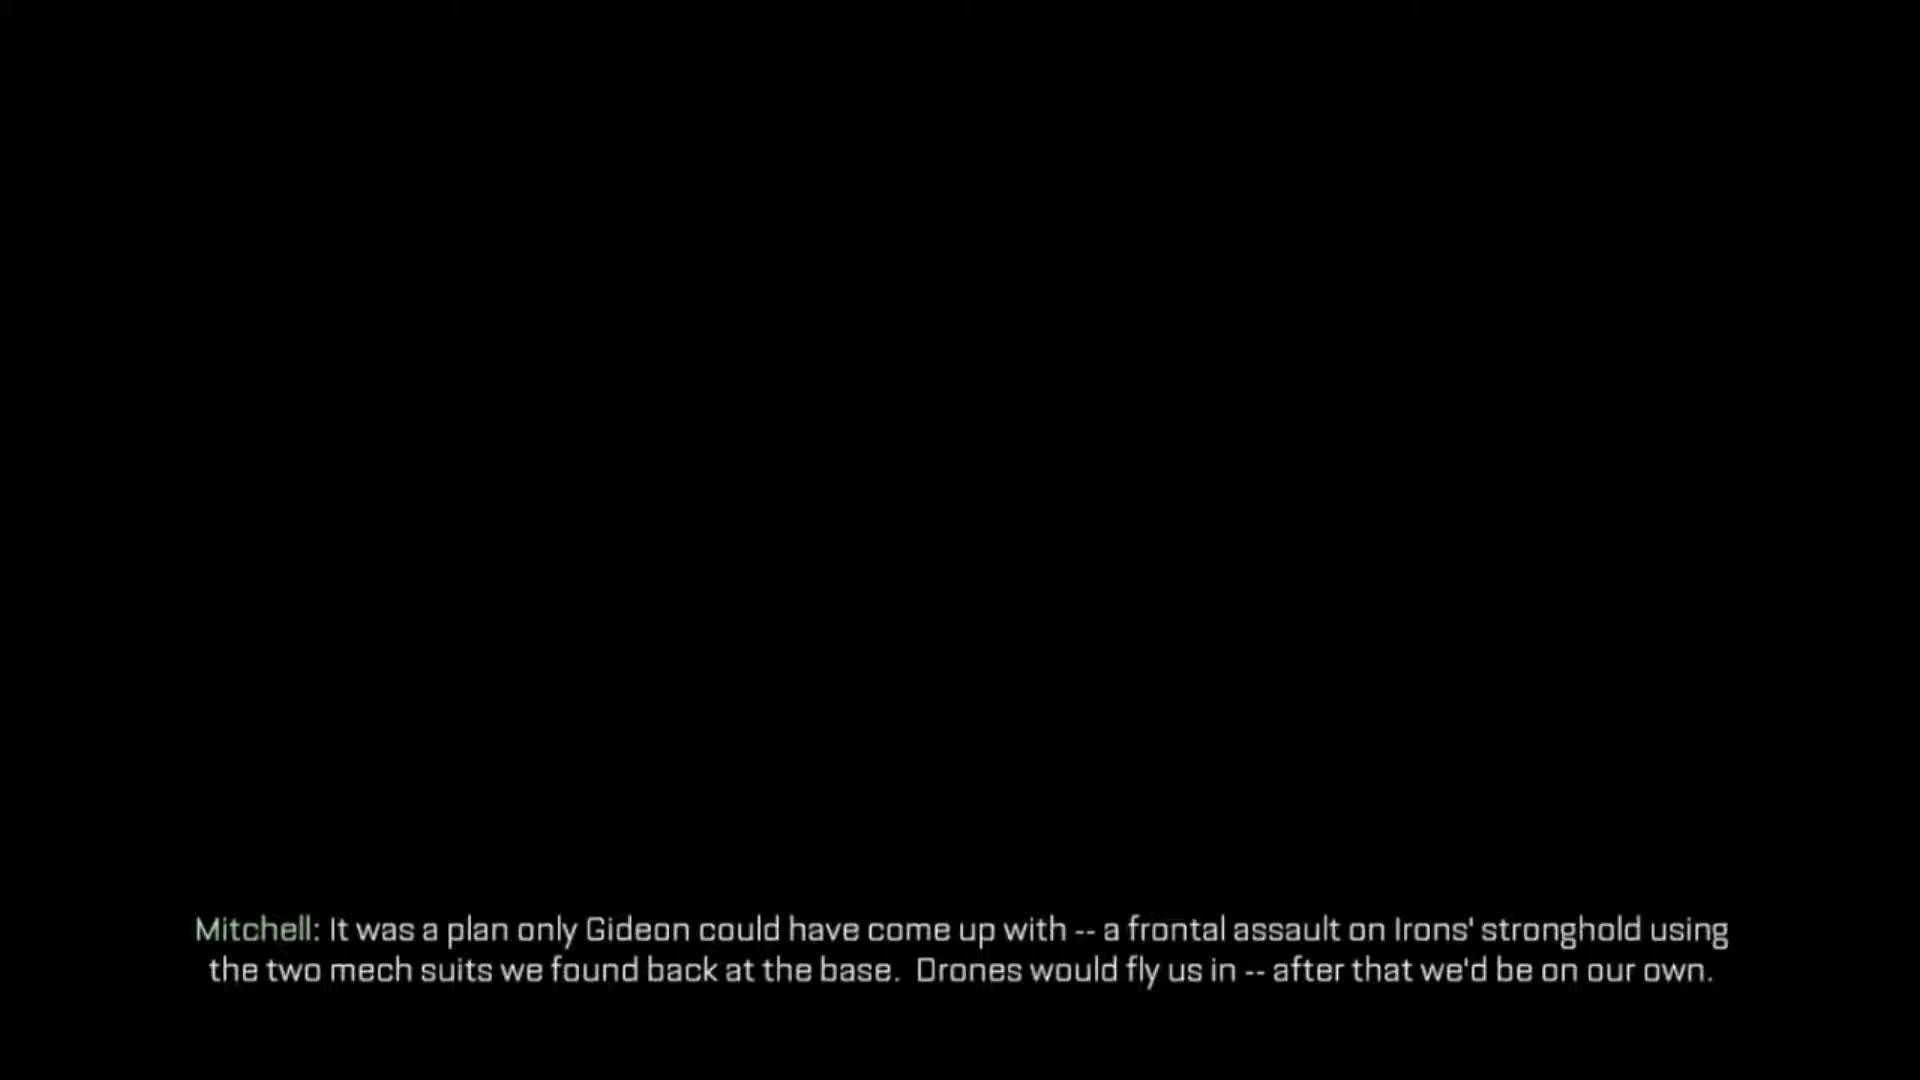 Mitchell: It was a plan only Gideon could have come up with -- a frontal assault on Irons' stronghold using
the two mech suits we found back at the base.  Drones would fly us in -- after that we'd be on our own.